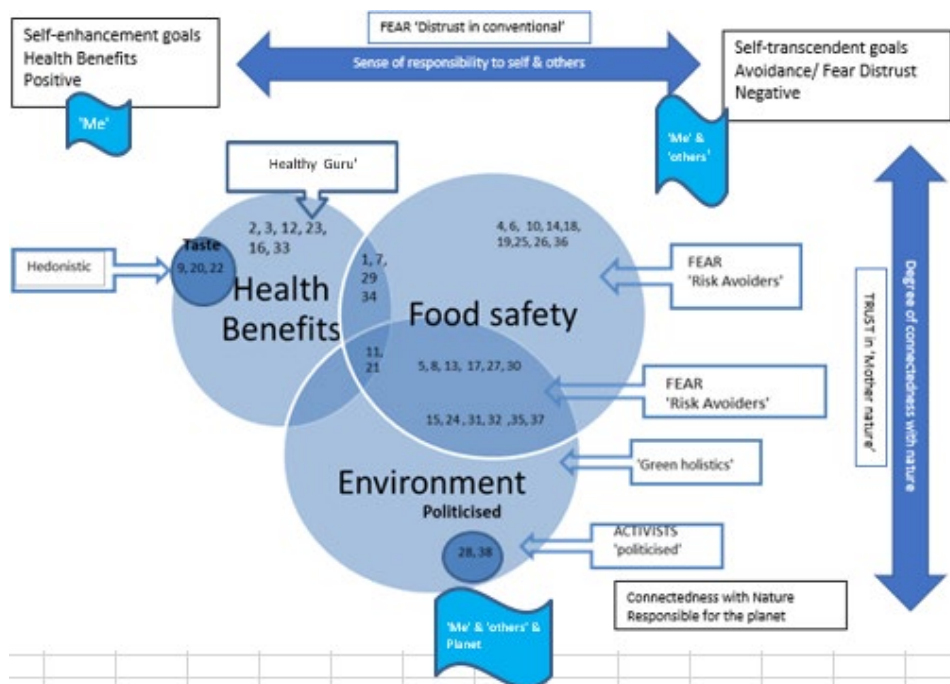 FEAR 'Distrust in conventional'
Self-enhancement goals
Health Benefits
Positive
Sense of responsibility to self & others
Self-transcendent goals
Avoidance/ Fear Distrust
Negative
'Me'
'Me' &
'others'
Healthy Guru'
2, 3, 12, 23,
16, 33
4, 6, 10, 14,18,
19,25, 26, 36
Taste
9, 20, 22
Hedonistic
1, 7,
29
34
Health
Benefits
Food safety
FEAR
'Risk Avoiders'
TRUST in 'Mother nature'
Degree of connectedness with nature
11,
21
5, 8, 13, 17, 27, 30
FEAR
'Risk Avoiders'
15, 24 , 31, 32 ,35, 37
'Green holistics'
Environment
Politicised
28, 38
ACTIVISTS
'politicised'
Connectedness with Nature
Responsible for the planet
'Me' & 'others' &
Planet